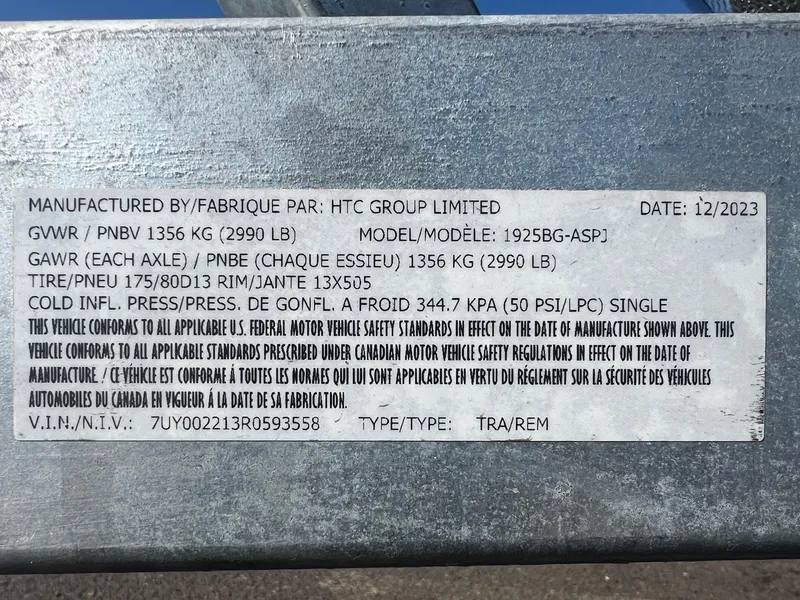 MANUFACTURED BY/FABRIQUE PAR: HTC GROUP LIMITED DATE: 12/2023
GVWR / PNBV 1356 KG (2990 LB) MODEL/MODÈLE: 1925BG-ASPJ
GAWR (EACH AXLE) / PNBE (CHAQUE ESSIEU) 1356 KG (2990 LB)
TIRE/PNEU 175/80D13 RIM/JANTE 13X505
COLD INFL. PRESS/PRESS. DE GONFL. A FROID 344.7 KPA (50 PSI/LPC) SINGLE
THIS VEHICLE CONFORMS TO ALL APPLICABLE U.S. FEDERAL MOTOR VEHICLE SAFETY STANDARDS IN EFFECT ON THE DATE OF MANUFACTURE SHOWN ABOVE. THIS
VEHICLE CONFORMS TO ALL APPLICABLE STANDARDS PRESCRIBED UNDER CANADIAN MOTOR VEHICLE SAFETY REGULATIONS IN EFFECT ON THE DATE OF
MANUFACTURE. / CE VÉHICLE EST CONFORME Á TOUTES LES NORMES QUÌ LUI SONT APPLICABLES EN VERTU DU RÉGLEMENT SUR LA SÉCURITÉ DES VÉHICULES
AUTOMOBILES DU CANADA EN VIGUEUR Á LA DATE DE SA FABRICATION.
V.I.N./N.I.V.: 7UY002213R0593558 TYPE/TYPE: TRA/REM